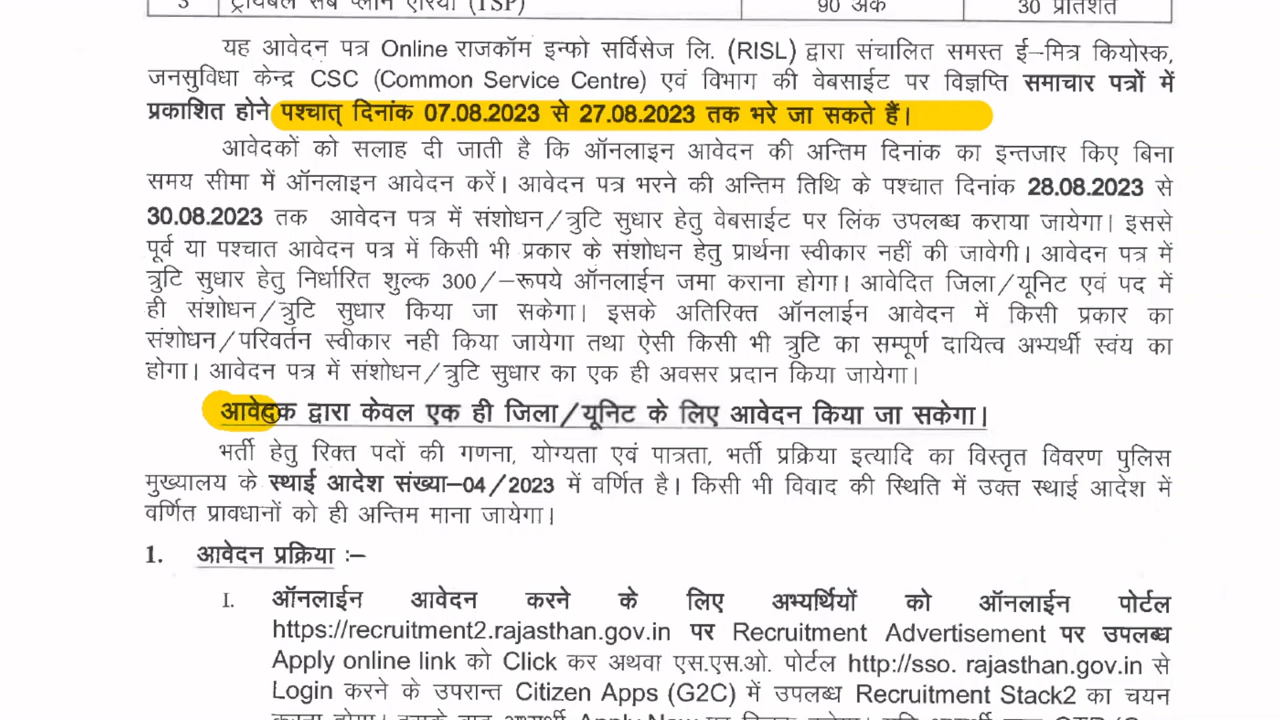 3 ट्रायबल सब प्लान एरिया (TSP) 90 अंक 30 प्रतिशत
यह आवेदन पत्र Online राजकॉम इन्फो सर्विसेज लि. (RISL) द्वारा संचालित समस्त ई–मित्र कियोस्क,
जनसुविधा केन्द्र CSC (Common Service Centre) एवं विभाग की वेबसाईट पर विज्ञप्ति समाचार पत्रों में
प्रकाशित होने पश्चात् दिनांक 07.08.2023 से 27.08.2023 तक भरे जा सकते हैं।
आवेदकों को सलाह दी जाती है कि ऑनलाइन आवेदन की अन्तिम दिनांक का इन्तजार किए बिना
समय सीमा में ऑनलाइन आवेदन करें। आवेदन पत्र भरने की अन्तिम तिथि के पश्चात दिनांक 28.08.2023 से
30.08.2023 तक आवेदन पत्र में संशोधन/त्रुटि सुधार हेतु वेबसाईट पर लिंक उपलब्ध कराया जायेगा। इससे
पूर्व या पश्चात आवेदन पत्र में किसी भी प्रकार के संशोधन हेतु प्रार्थना स्वीकार नहीं की जावेगी। आवेदन पत्र में
त्रुटि सुधार हेतु निर्धारित शुल्क 300/–रूपये ऑनलाईन जमा कराना होगा। आवेदित जिला/यूनिट एवं पद में
ही संशोधन/त्रुटि सुधार किया जा सकेगा। इसके अतिरिक्त ऑनलाईन आवेदन में किसी प्रकार का
संशोधन/परिवर्तन स्वीकार नही किया जायेगा तथा ऐसी किसी भी त्रुटि का सम्पूर्ण दायित्व अभ्यर्थी स्वंय का
होगा। आवेदन पत्र में संशोधन/त्रुटि सुधार का एक ही अवसर प्रदान किया जायेगा।
आवेदक द्वारा केवल एक ही जिला/यूनिट के लिए आवेदन किया जा सकेगा।
भर्ती हेतु रिक्त पदों की गणना, योग्यता एवं पात्रता, भर्ती प्रक्रिया इत्यादि का विस्तृत विवरण पुलिस
मुख्यालय के स्थाई आदेश संख्या–04/2023 में वर्णित है। किसी भी विवाद की स्थिति में उक्त स्थाई आदेश में
वर्णित प्रावधानों को ही अन्तिम माना जायेगा।
1. आवेदन प्रक्रिया :–
I. ऑनलाईन आवेदन करने के लिए अभ्यर्थियों को ऑनलाईन पोर्टल
https://recruitment2.rajasthan.gov.in पर Recruitment Advertisement पर उपलब्ध
Apply online link को Click कर अथवा एस.एस.ओ. पोर्टल http://sso. rajasthan.gov.in से
Login करने के उपरान्त Citizen Apps (G2C) में उपलब्ध Recruitment Stack2 का चयन